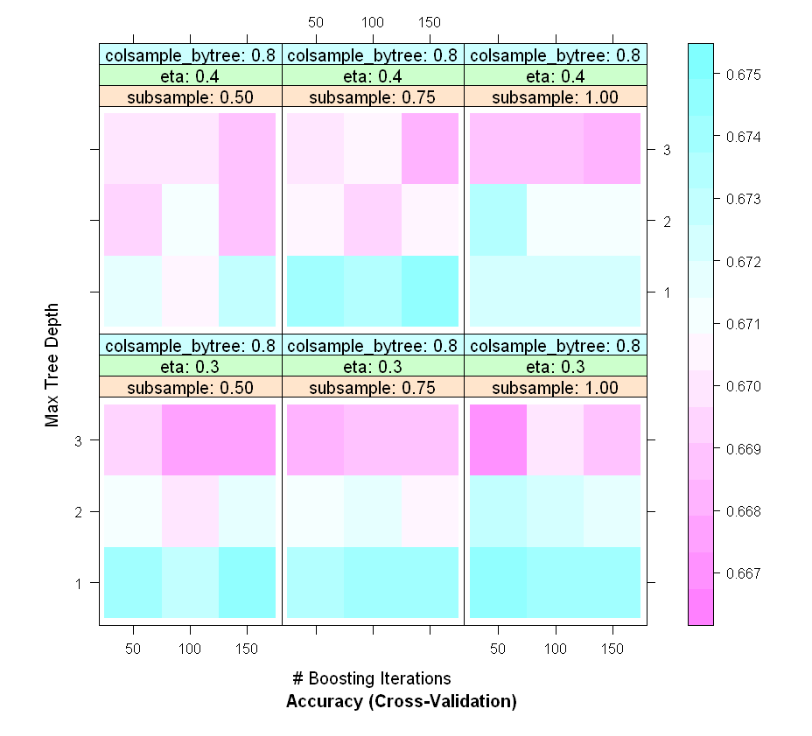 50 100 150
colsample_bytree: 0.8 colsample_bytree: 0.8 colsample_bytree: 0.8
eta: 0.4 eta: 0.4 eta: 0.4
subsample: 0.50 subsample: 0.75 subsample: 1.00
3
2
1
colsample_bytree: 0.8 colsample_bytree: 0.8 colsample_bytree: 0.8
eta: 0.3 eta: 0.3 eta: 0.3
subsample: 0.50 subsample: 0.75 subsample: 1.00
3
2
1
Max Tree Depth
50 100 150 50 100 150
# Boosting Iterations
Accuracy (Cross-Validation)
0.675
0.674
0.673
0.672
0.671
0.670
0.669
0.668
0.667